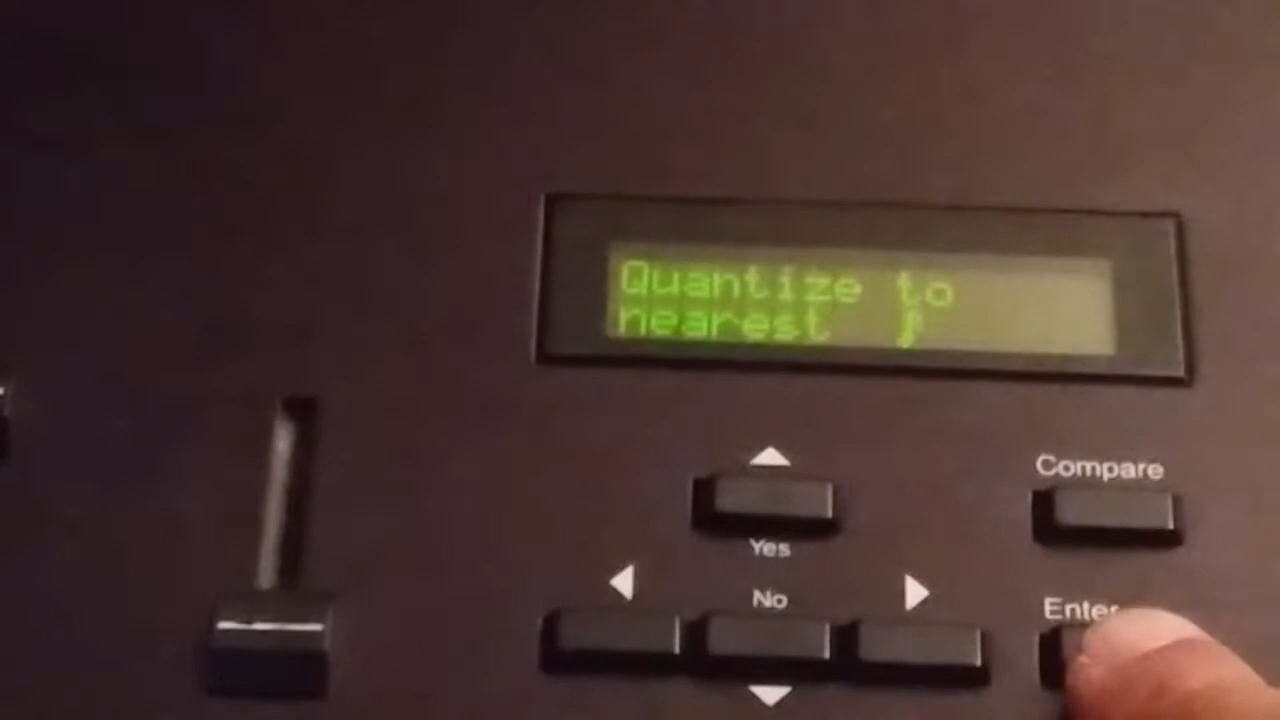 Quantize to
nearest ♪
Compare
Yes
No
Enter